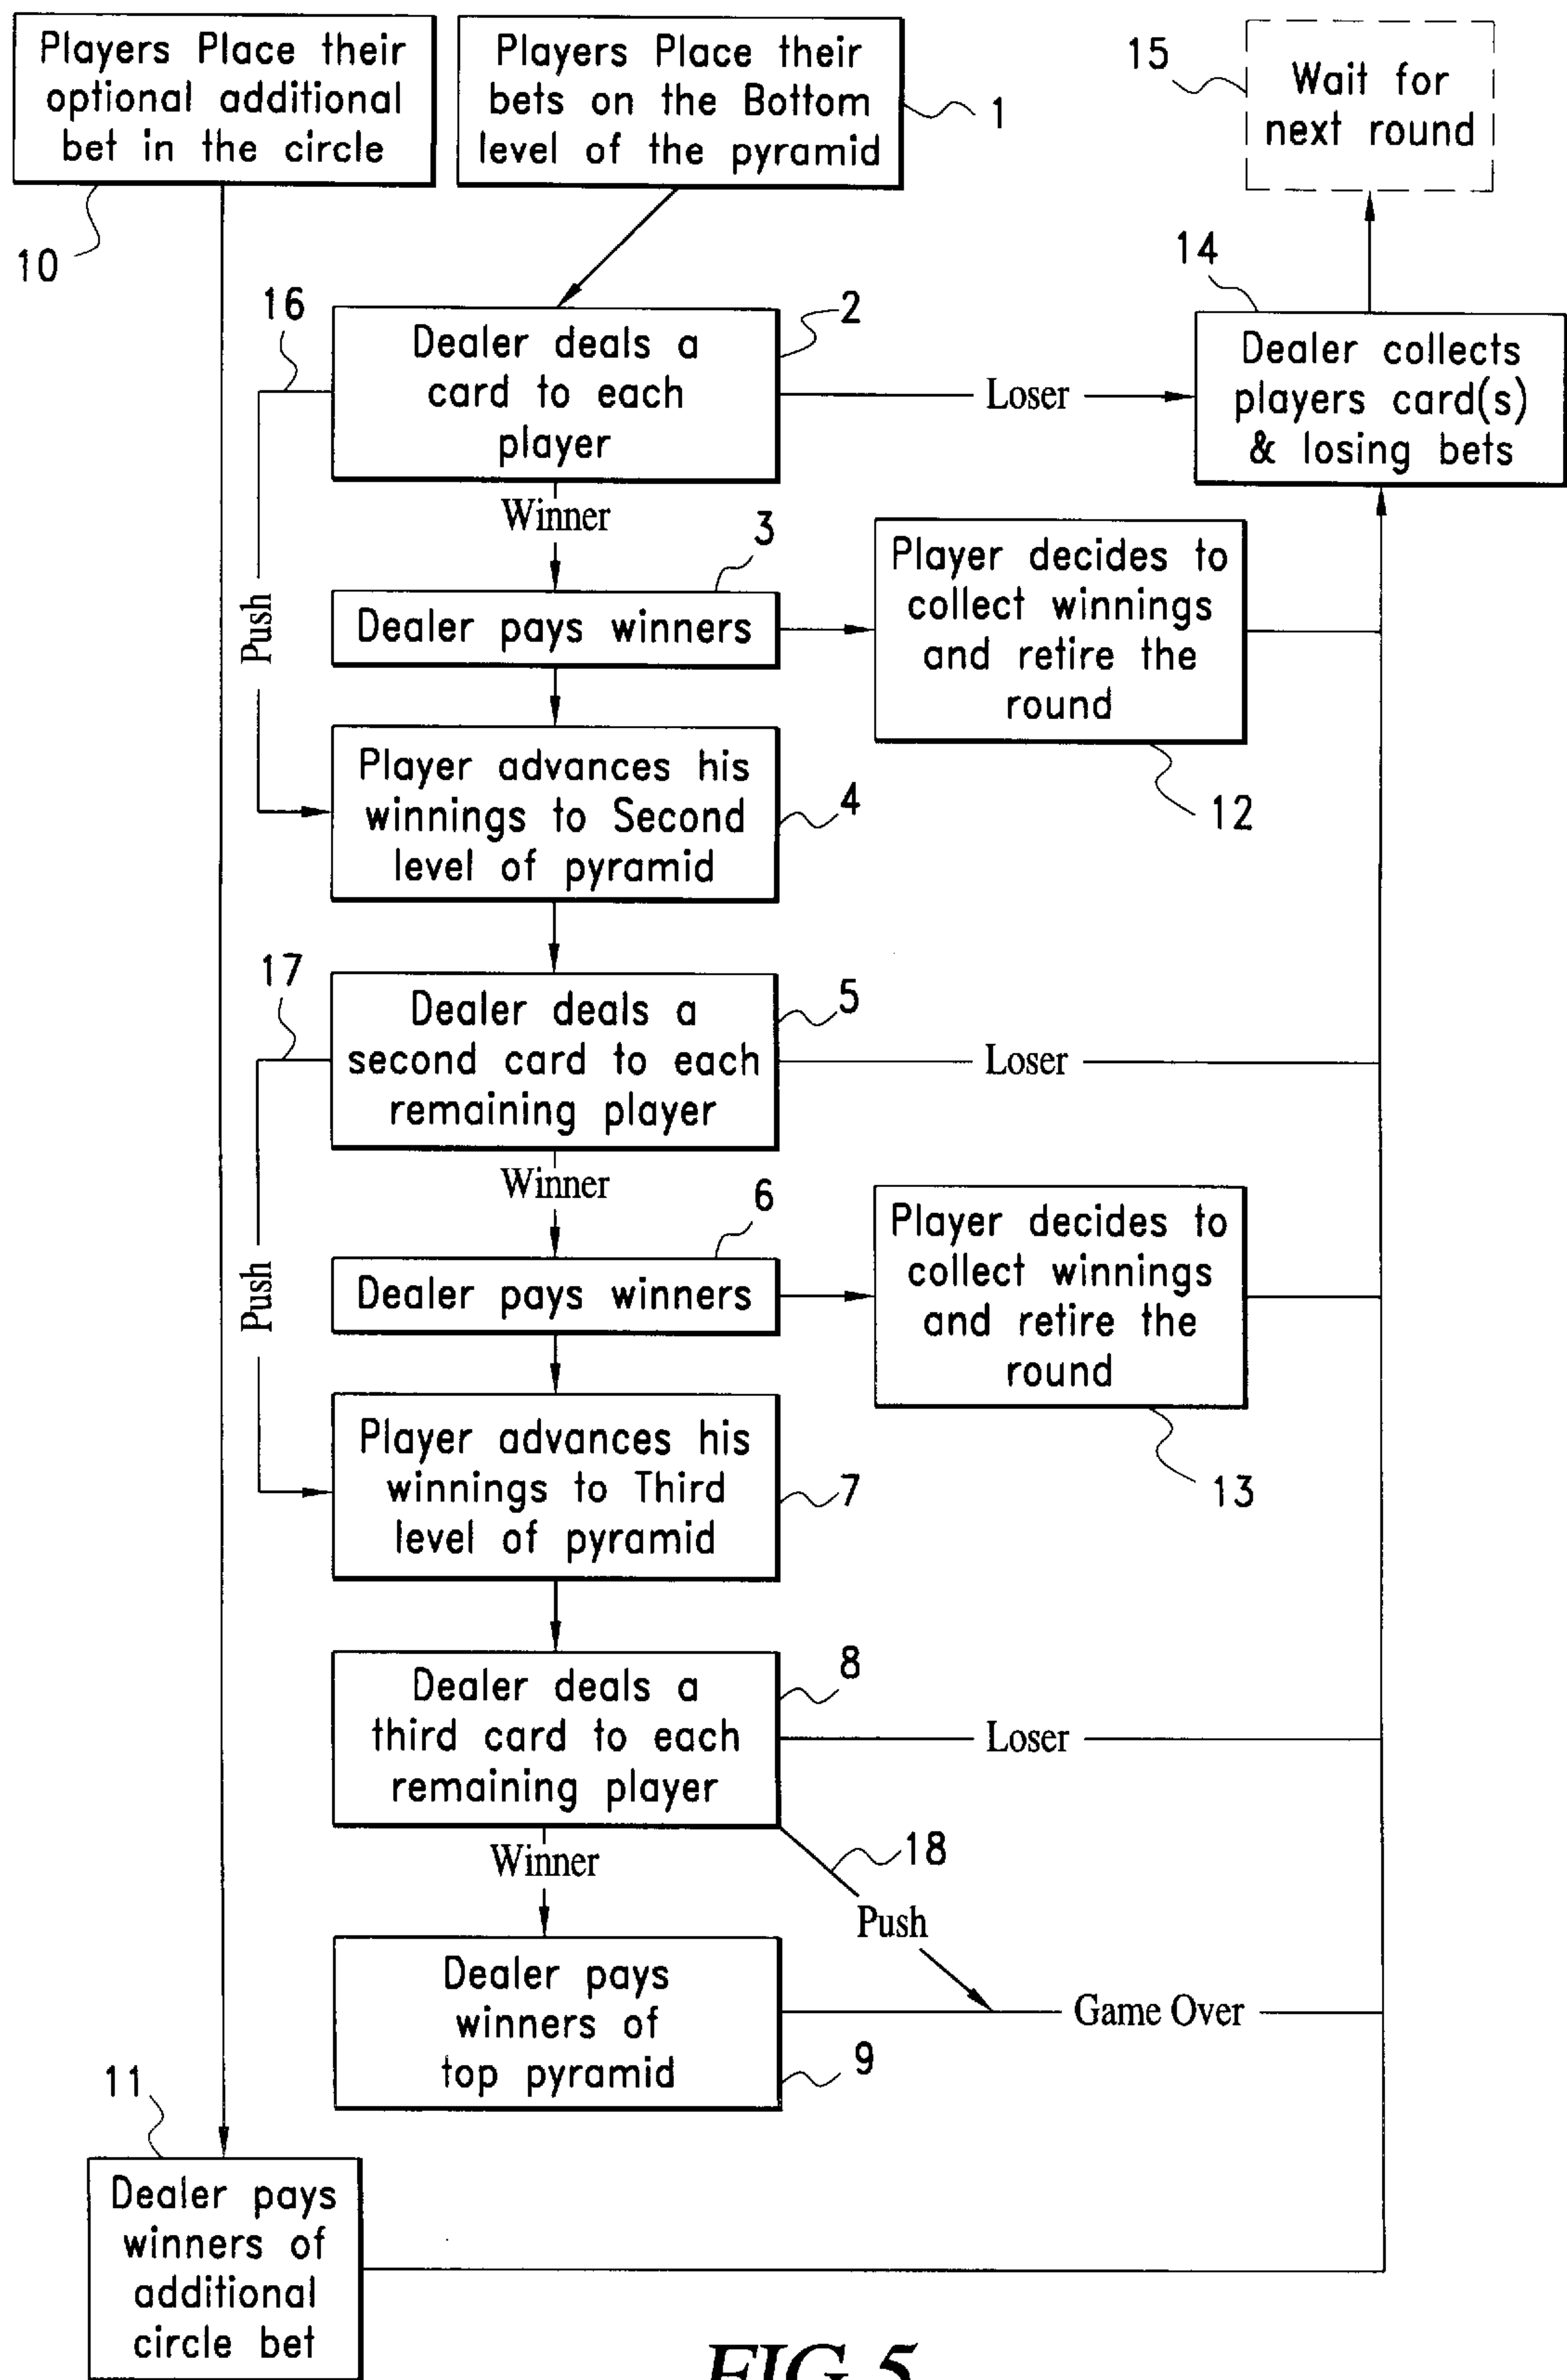 Players Place their
optional additional
bet in the circle
10
Players Place their
bets on the Bottom
level of the pyramid
1
15
Wait for
next round
14
Dealer collects
players card(s)
& losing bets
16
Dealer deals a
card to each
player
2
Loser
Push
Winner
3
Dealer pays winners
Player decides to
collect winnings
and retire the
round
12
Player advances his
winnings to Second
level of pyramid
4
17
Dealer deals a
second card to each
remaining player
5
Loser
Push
Winner
6
Dealer pays winners
Player decides to
collect winnings
and retire the
round
13
Player advances his
winnings to Third
level of pyramid
7
Dealer deals a
third card to each
remaining player
8
Loser
Winner
18
Push
Dealer pays
winners of
top pyramid
9
Game Over
11
Dealer pays
winners of
additional
circle bet
FIG 5